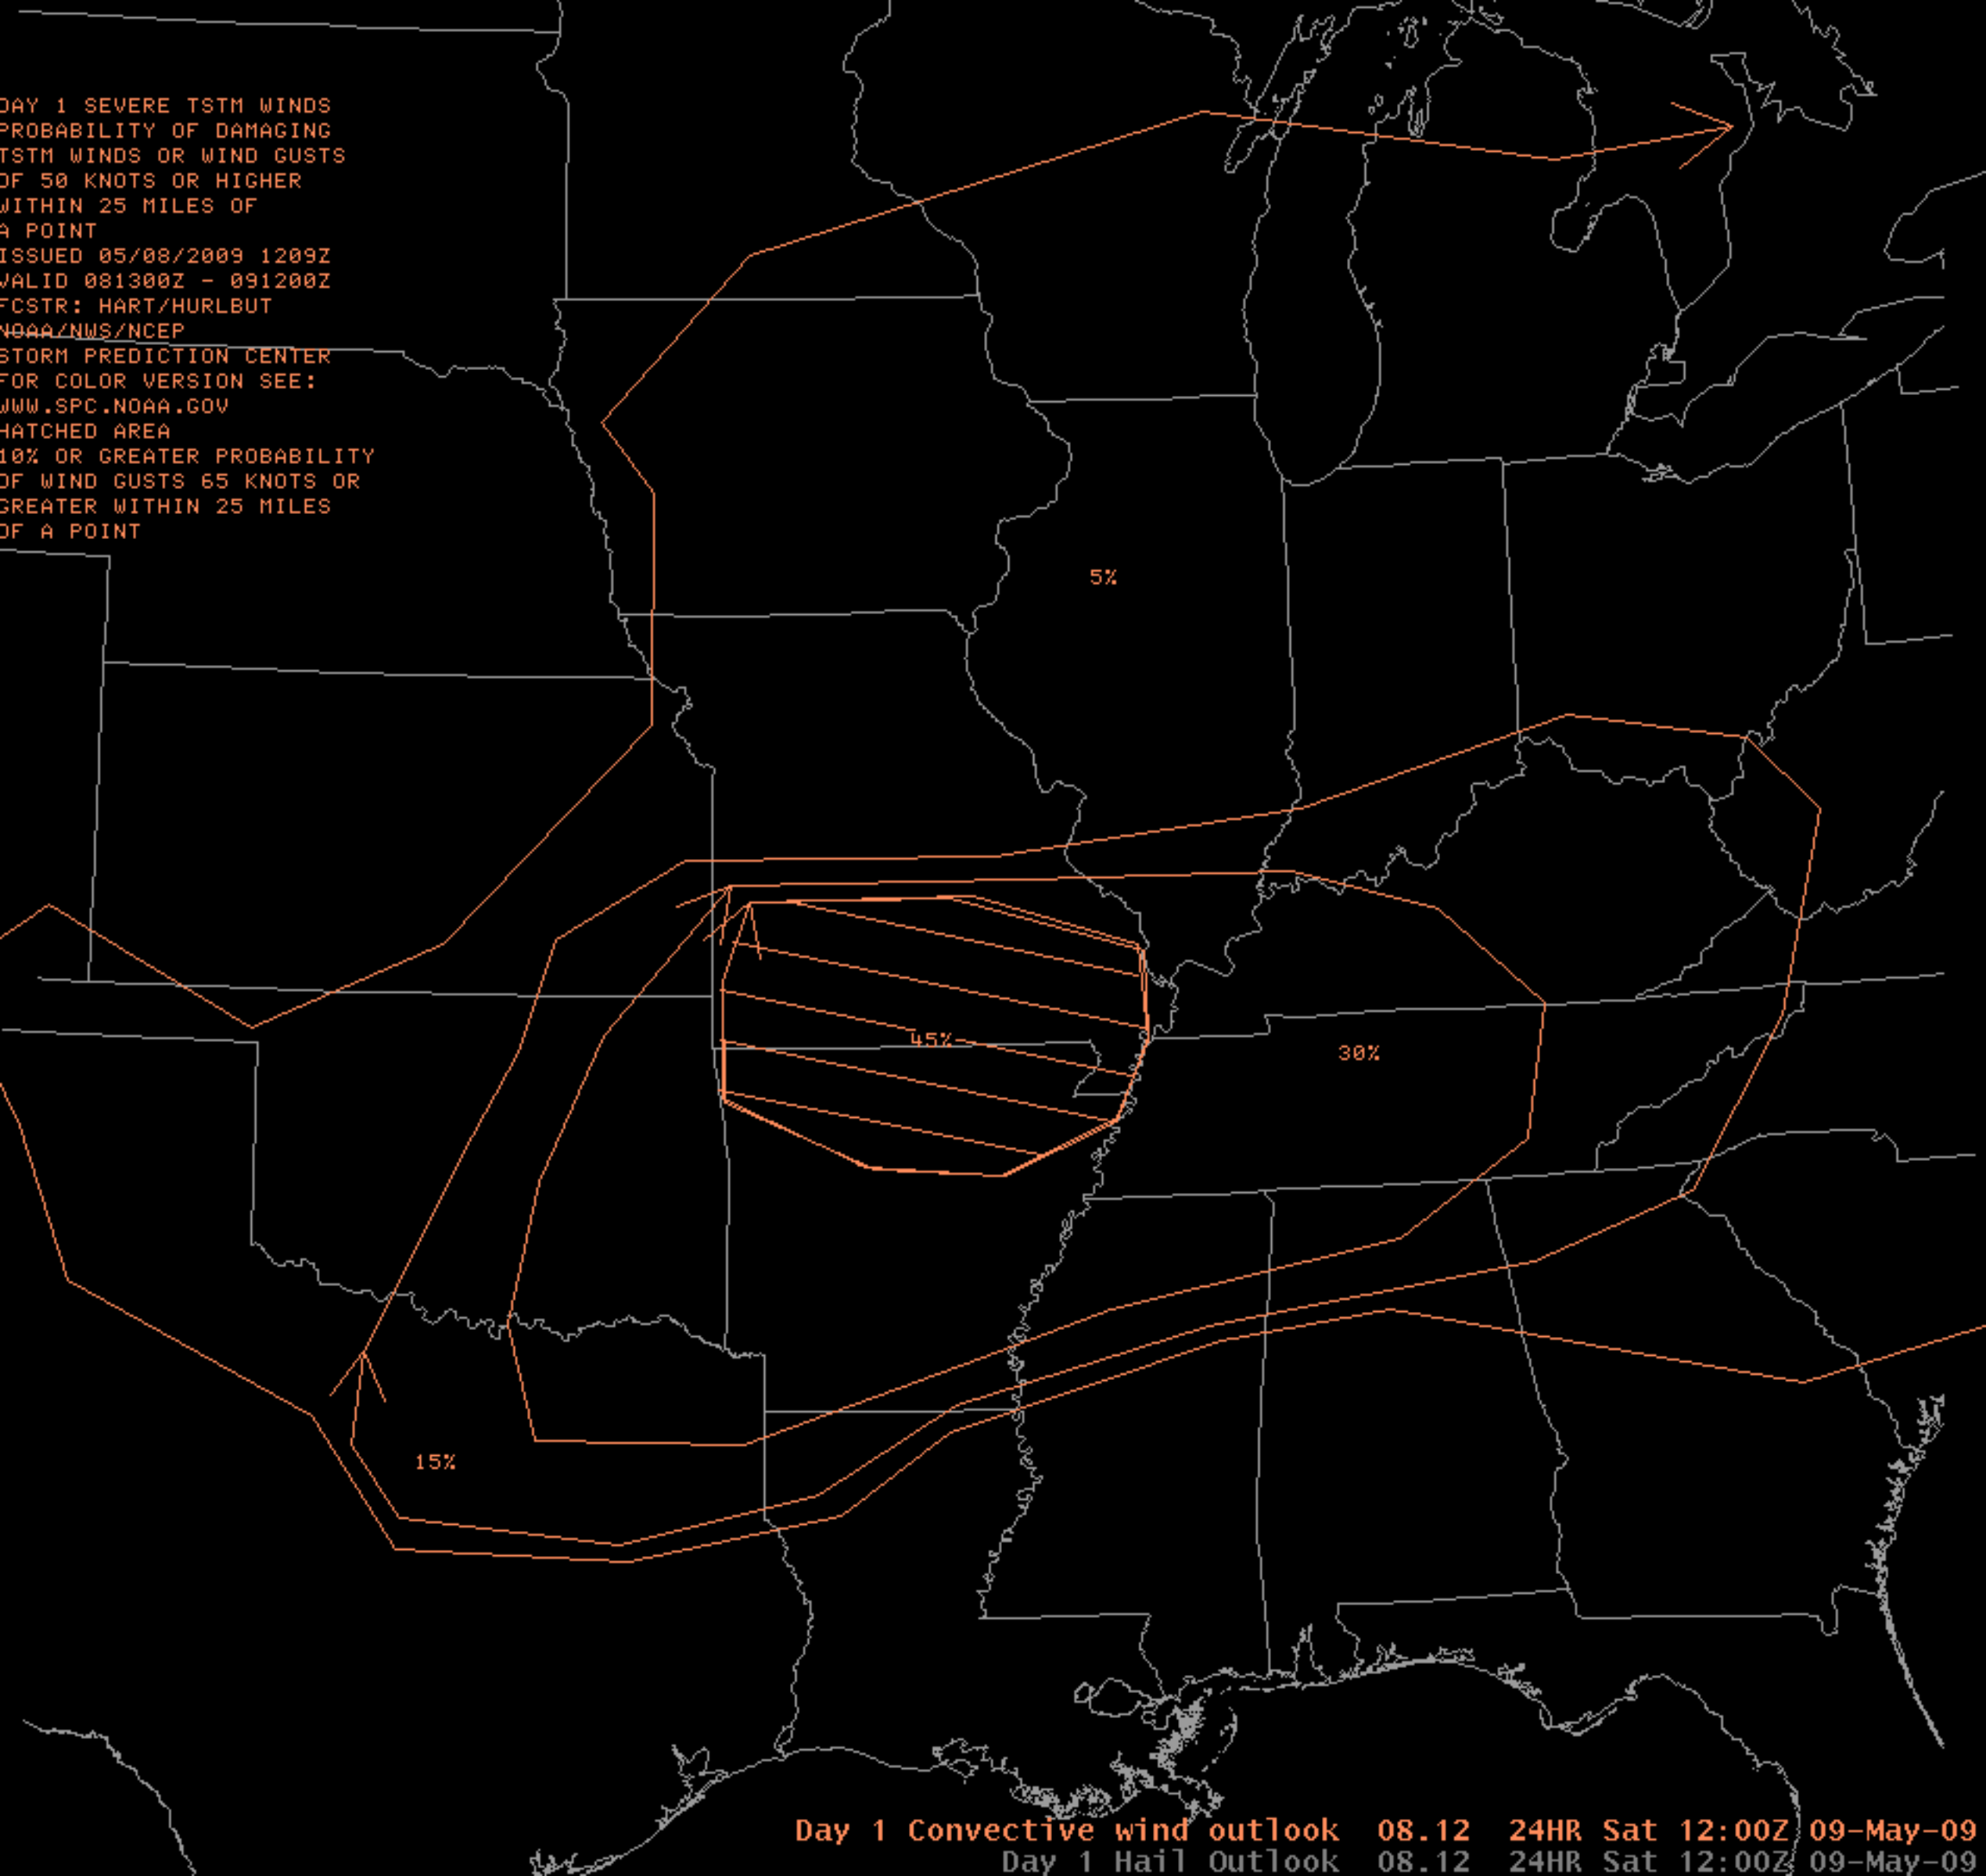 DAY 1 SEVERE TSTM WINDS
PROBABILITY OF DAMAGING
TSTM WINDS OR WIND GUSTS
OF 50 KNOTS OR HIGHER
WITHIN 25 MILES OF
A POINT
ISSUED 05/08/2009 1209Z
VALID 081300Z - 091200Z
FCSTR: HART/HURLBUT
NOAA/NWS/NCEP
STORM PREDICTION CENTER
FOR COLOR VERSION SEE:
WWW.SPC.NOAA.GOV
HATCHED AREA
10% OR GREATER PROBABILITY
OF WIND GUSTS 65 KNOTS OR
GREATER WITHIN 25 MILES
OF A POINT
5%
45%
30%
15%
Day 1 Convective wind outlook 08.12 24HR Sat 12:00Z 09-May-09
Day 1 Hail Outlook 08.12 24HR Sat 12:00Z 09-May-09